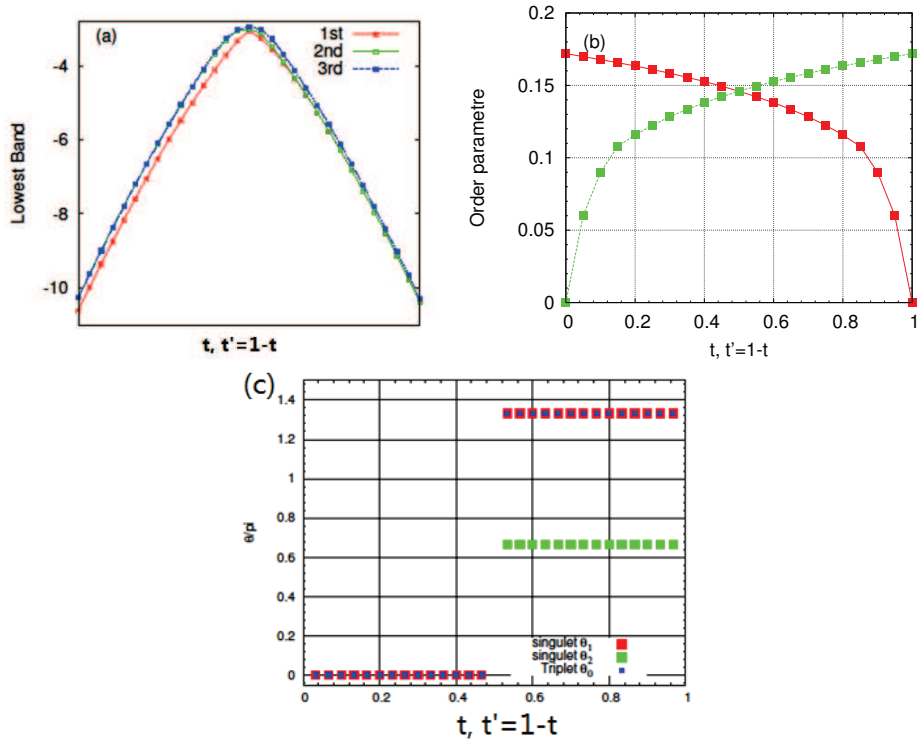 (a)
1st
2nd
3rd
-4
-6
-8
-10
Lowest Band
t, t'=1-t
(b)
0.2
0.15
0.1
0.05
0
Order parametre
0 0.2 0.4 0.6 0.8 1
t, t'=1-t
(c)
1.4
1.2
1
0.8
0.6
0.4
0.2
0
θ/pi
singulet θ1
singulet θ2
Triplet θ0
0 0.2 0.4 0.6 0.8 1
t, t'=1-t